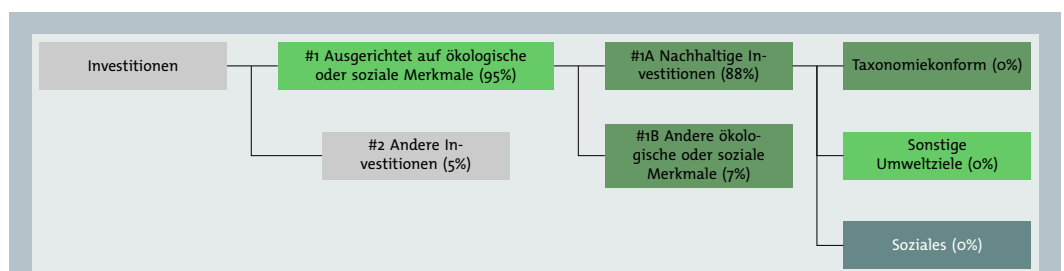 Investitionen
#1 Ausgerichtet auf ökologische
oder soziale Merkmale (95%)
#1A Nachhaltige In-
vestitionen (88%)
Taxonomiekonform (0%)
#2 Andere In-
vestitionen (5%)
#1B Andere ökolo-
gische oder soziale
Merkmale (7%)
Sonstige
Umweltziele (0%)
Soziales (0%)